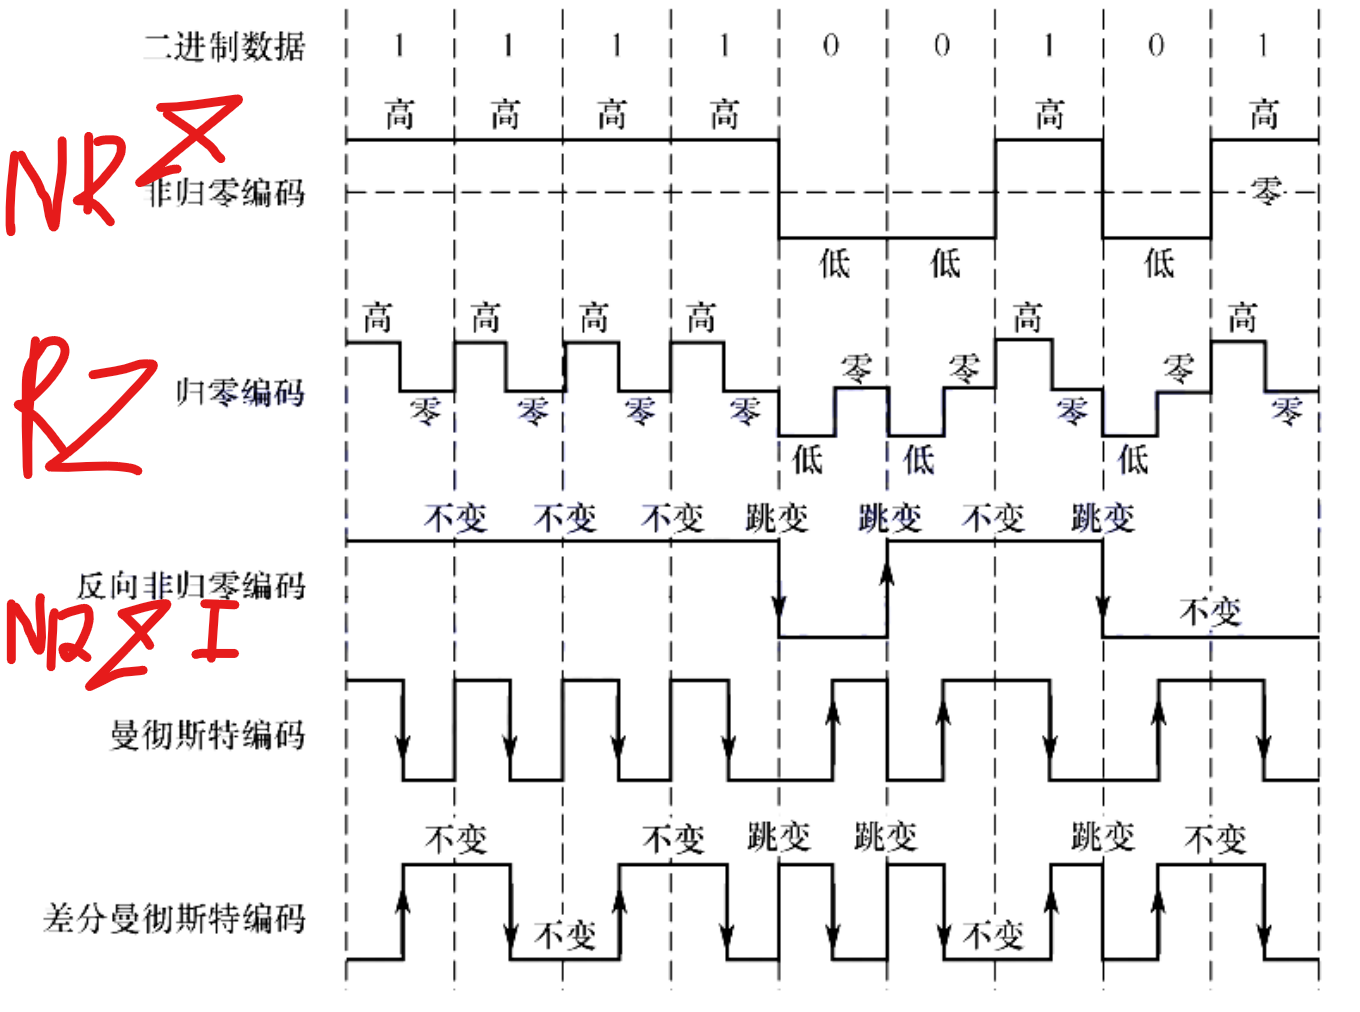 二进制数据 1 1 1 1 0 0 1 0 1
高 高 高 高 高 高
NRZ
非归零编码 零
低 低 低
高 高 高 高 高 高
零 零 零
RZ
归零编码 零 零 零 零 零 零
低 低 低
不变 不变 不变 跳变 跳变 不变 跳变
反向非归零编码
不变
NRZI
曼彻斯特编码
不变 不变 跳变 跳变 跳变 不变
差分曼彻斯特编码
不变 不变